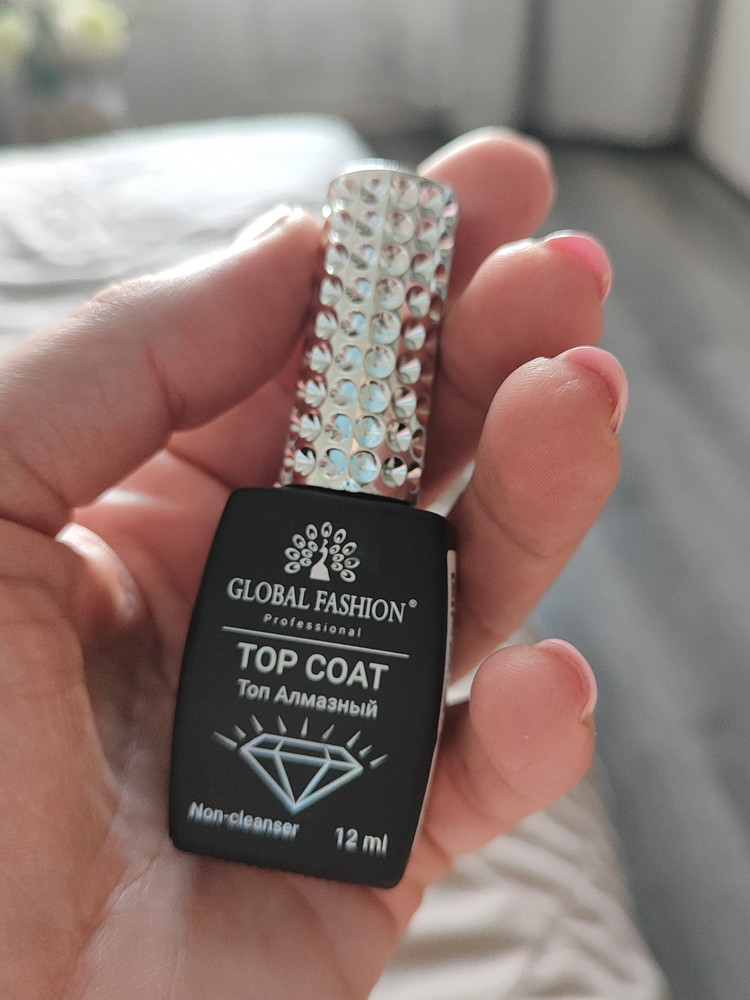 GLOBAL FASHION®
Professional
TOP COAT
Топ Алмазный
Non-cleanser
12 ml